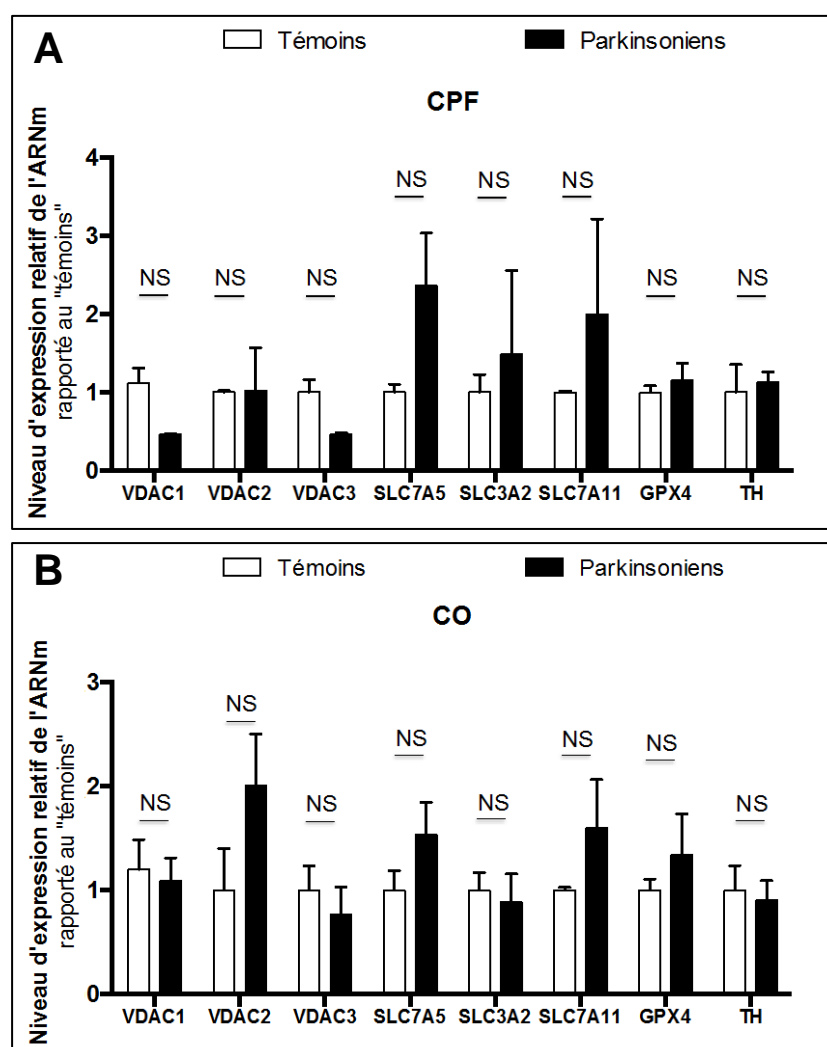 A
Témoins
Parkinsoniens
CPF
Niveau d'expression relatif de l'ARNm
rapporté au "témoins"
4
3
2
1
0
NS
NS
NS
NS
NS
NS
NS
NS
VDAC1
VDAC2
VDAC3
SLC7A5
SLC3A2
SLC7A11
GPX4
TH
B
Témoins
Parkinsoniens
CO
Niveau d'expression relatif de l'ARNm
rapporté au "témoins"
3
2
1
0
NS
NS
NS
NS
NS
NS
NS
NS
VDAC1
VDAC2
VDAC3
SLC7A5
SLC3A2
SLC7A11
GPX4
TH